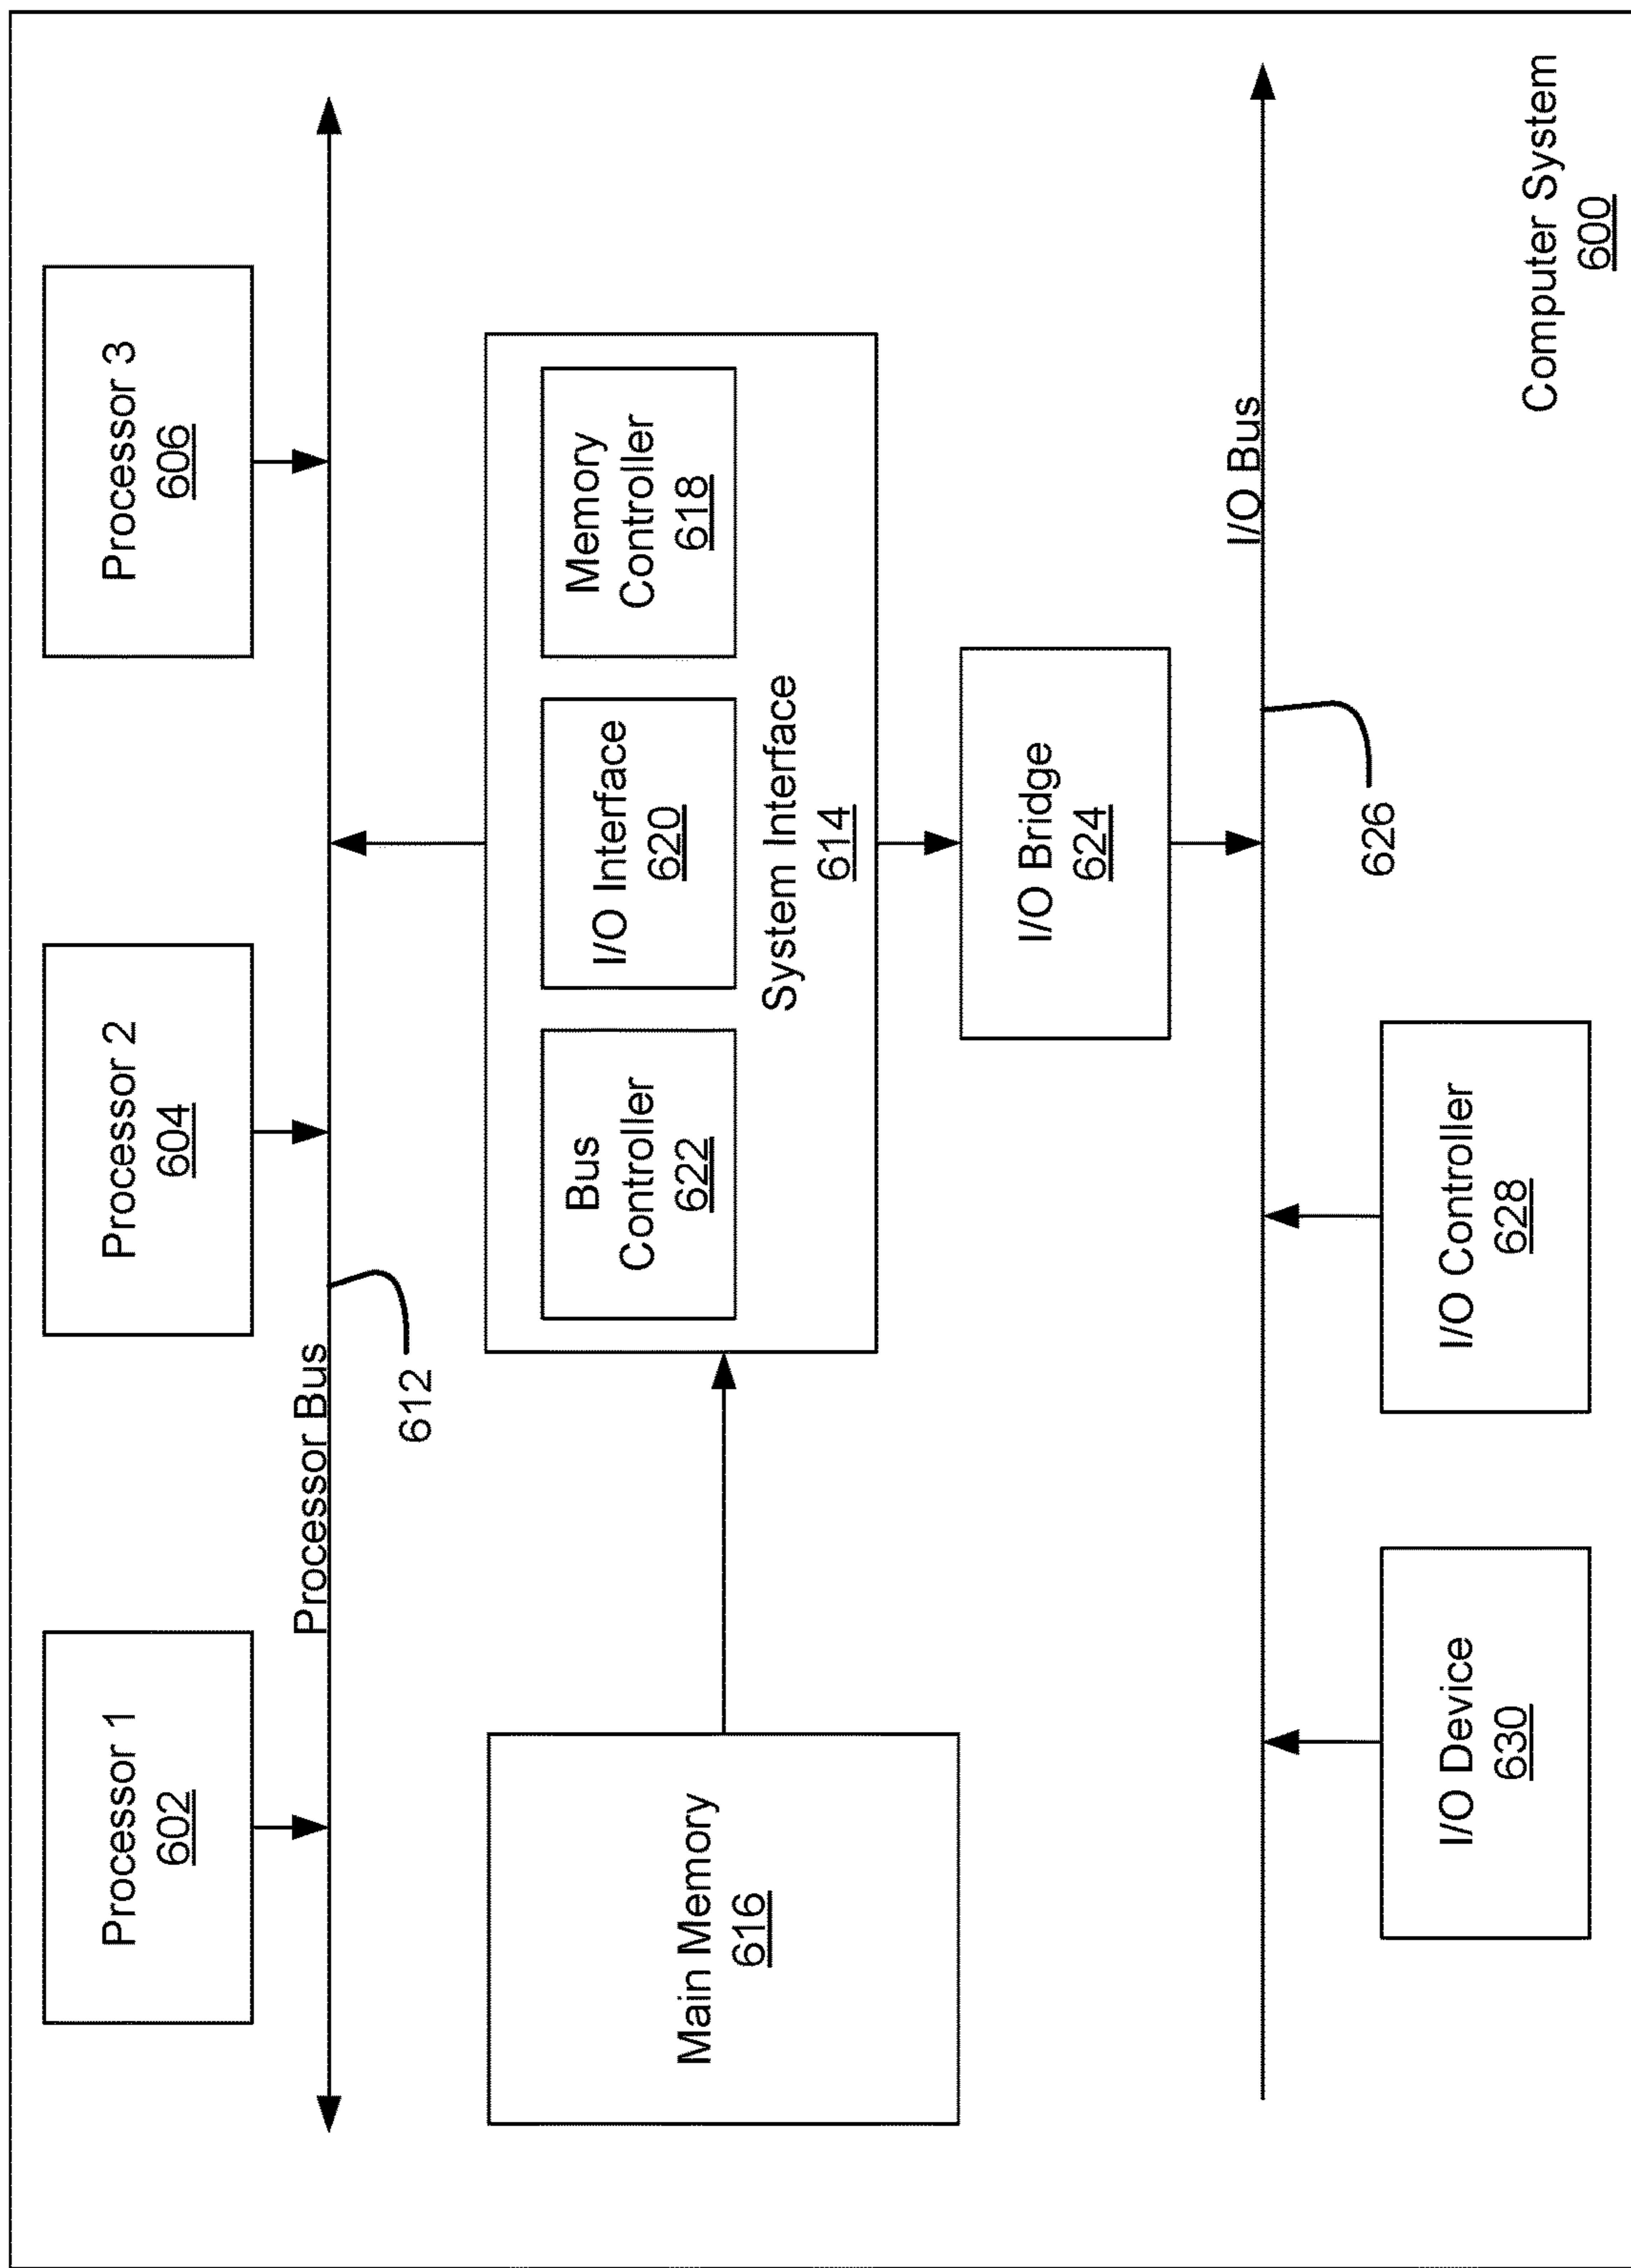 Processor 1
602
Processor 2
604
Processor 3
606
Processor Bus
612
Main Memory
616
Bus
Controller
622
I/O Interface
620
Memory
Controller
618
System Interface
614
I/O Bridge
624
I/O Bus
626
I/O Device
630
I/O Controller
628
Computer System
600